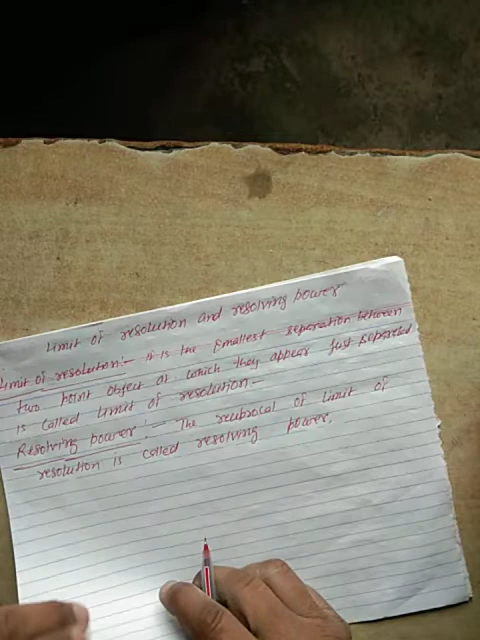 Limit of resolution and resolving power
Limit of resolution:- it is the smallest seperation between
two point object at which they appear just seperated
is called limit of resolution.-
Resolving power:- The reciprocal of limit of
resolution is called resolving power.